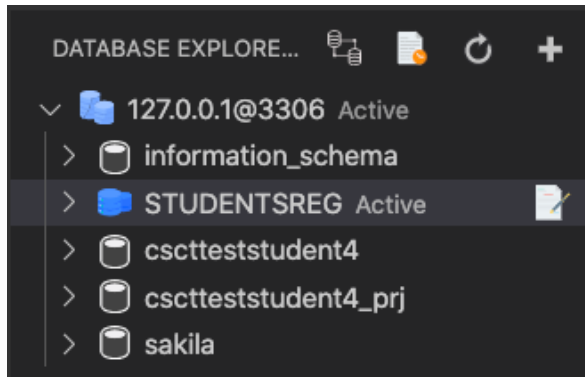 DATABASE EXPLORE...
127.0.0.1@3306 Active
information_schema
STUDENTSREG Active
csctteststudent4
csctteststudent4_prj
sakila